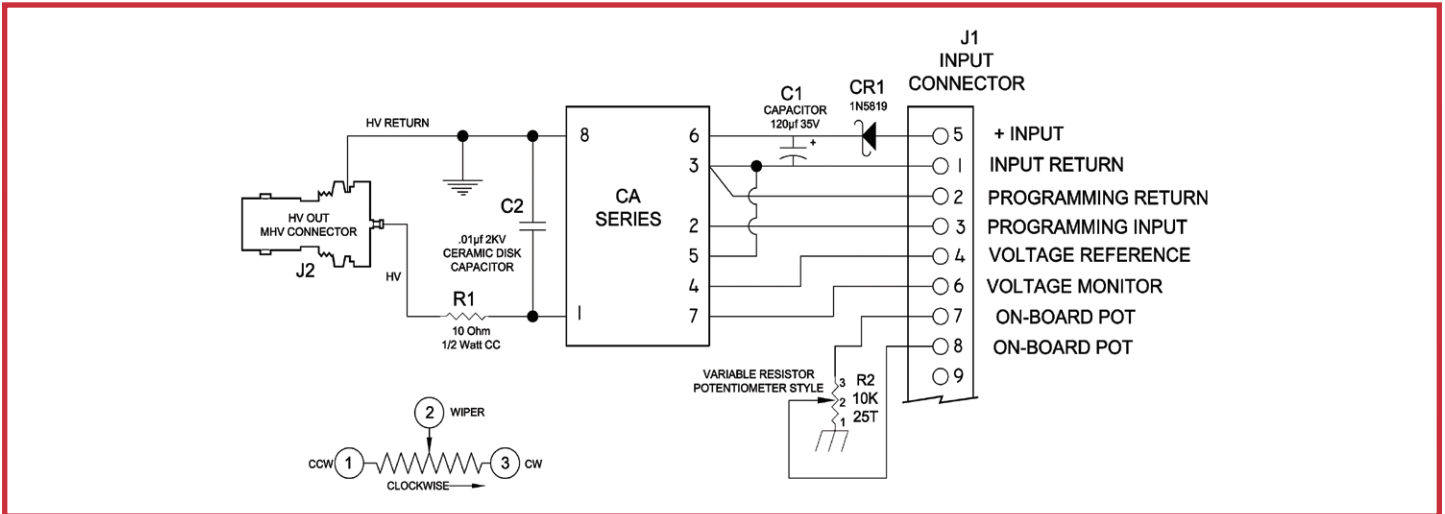 J1
INPUT
CONNECTOR
C1
CAPACITOR
120µf 35V
+
CR1
1N5819
HV RETURN
8
6
5
+ INPUT
3
1
INPUT RETURN
CA
SERIES
2
PROGRAMMING RETURN
C2
.01µf 2KV
CERAMIC DISK
CAPACITOR
HV OUT
MHV CONNECTOR
J2
HV
2
3
PROGRAMMING INPUT
5
4
VOLTAGE REFERENCE
4
6
VOLTAGE MONITOR
R1
10 Ohm
1/2 Watt CC
1
7
7
ON-BOARD POT
8
ON-BOARD POT
9
VARIABLE RESISTOR
POTENTIOMETER STYLE
3
2
1
R2
10K
25T
2
WIPER
CCW
1
3
CW
CLOCKWISE